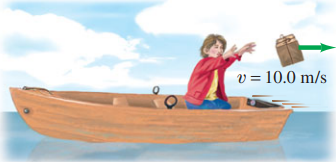 v = 10.0 m/s